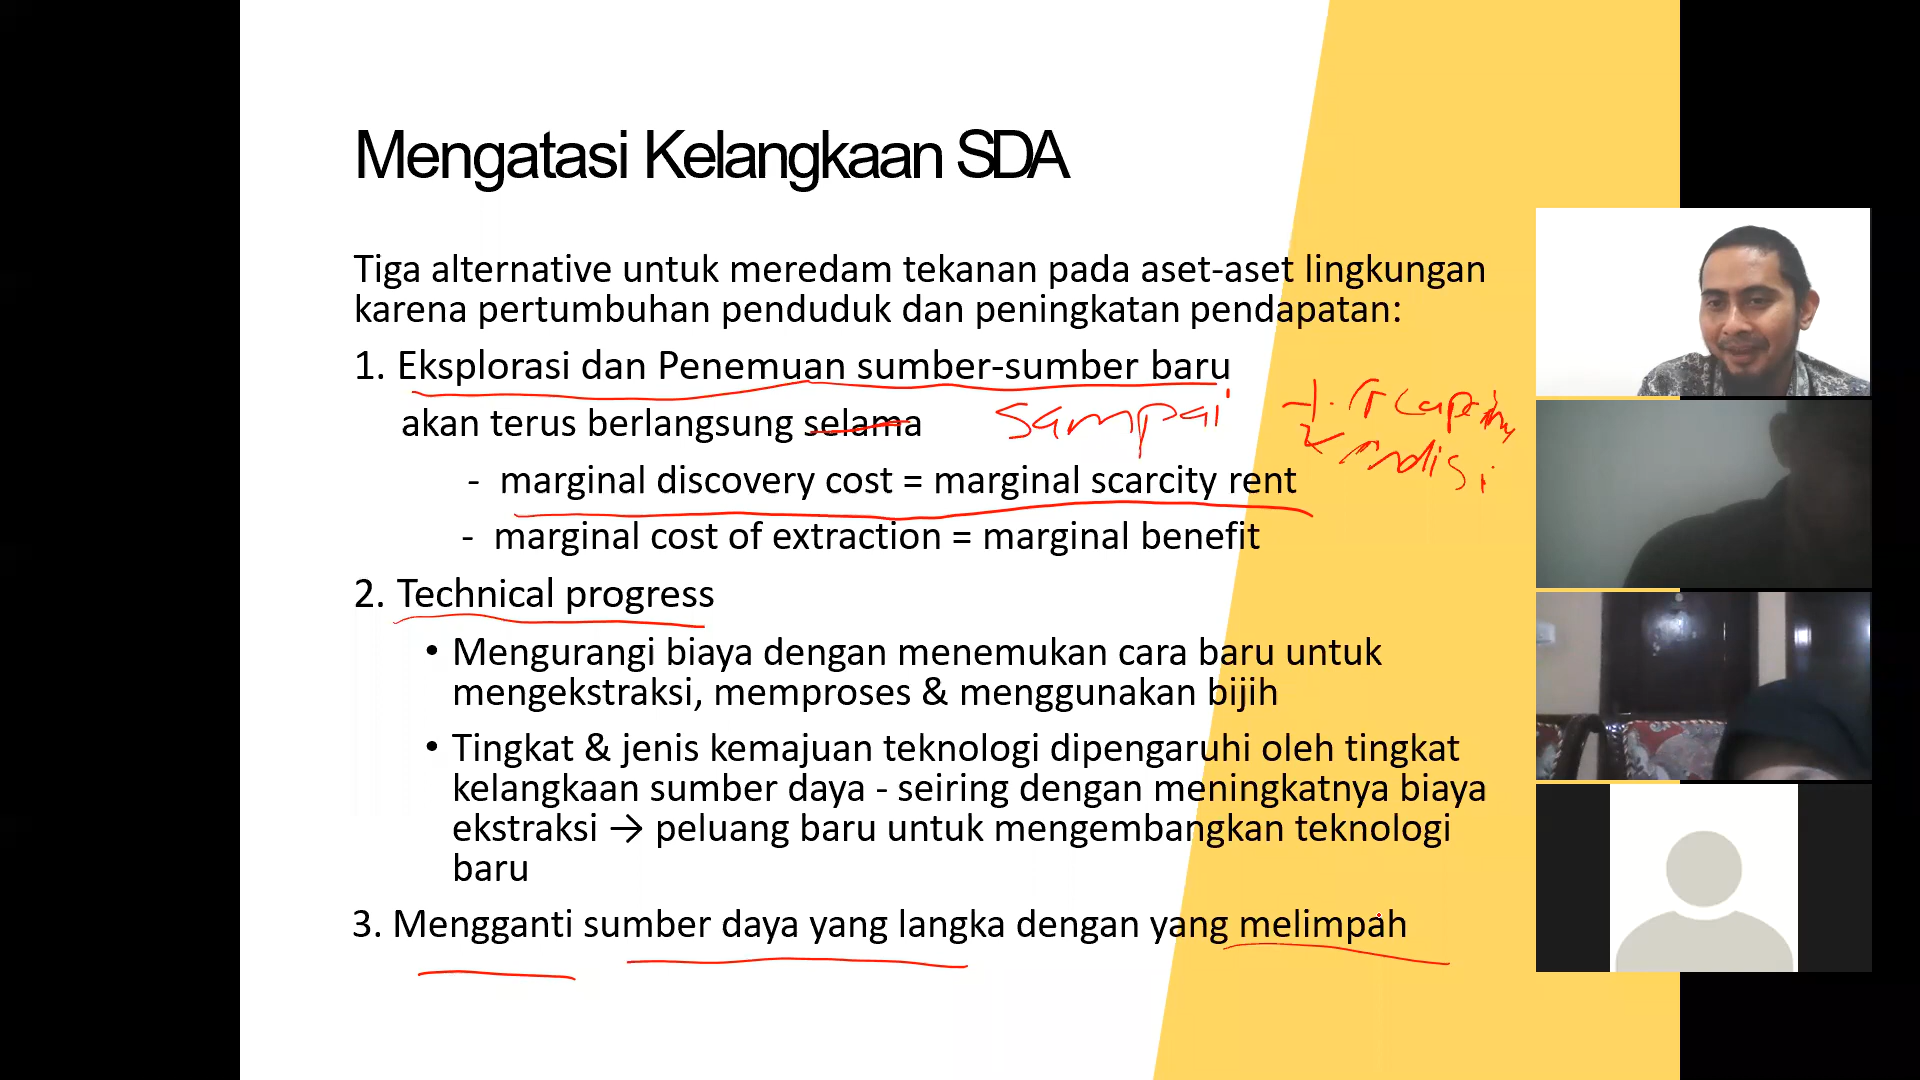 Mengatasi Kelangkaan SDA
Tiga alternative untuk meredam tekanan pada aset-aset lingkungan
karena pertumbuhan penduduk dan peningkatan pendapatan:
1. Eksplorasi dan Penemuan sumber-sumber baru
akan terus berlangsung selama sampai
- marginal discovery cost = marginal scarcity rent
- marginal cost of extraction = marginal benefit
2. Technical progress
• Mengurangi biaya dengan menemukan cara baru untuk
mengekstraksi, memproses & menggunakan bijih
• Tingkat & jenis kemajuan teknologi dipengaruhi oleh tingkat
kelangkaan sumber daya - seiring dengan meningkatnya biaya
ekstraksi → peluang baru untuk mengembangkan teknologi
baru
3. Mengganti sumber daya yang langka dengan yang melimpah